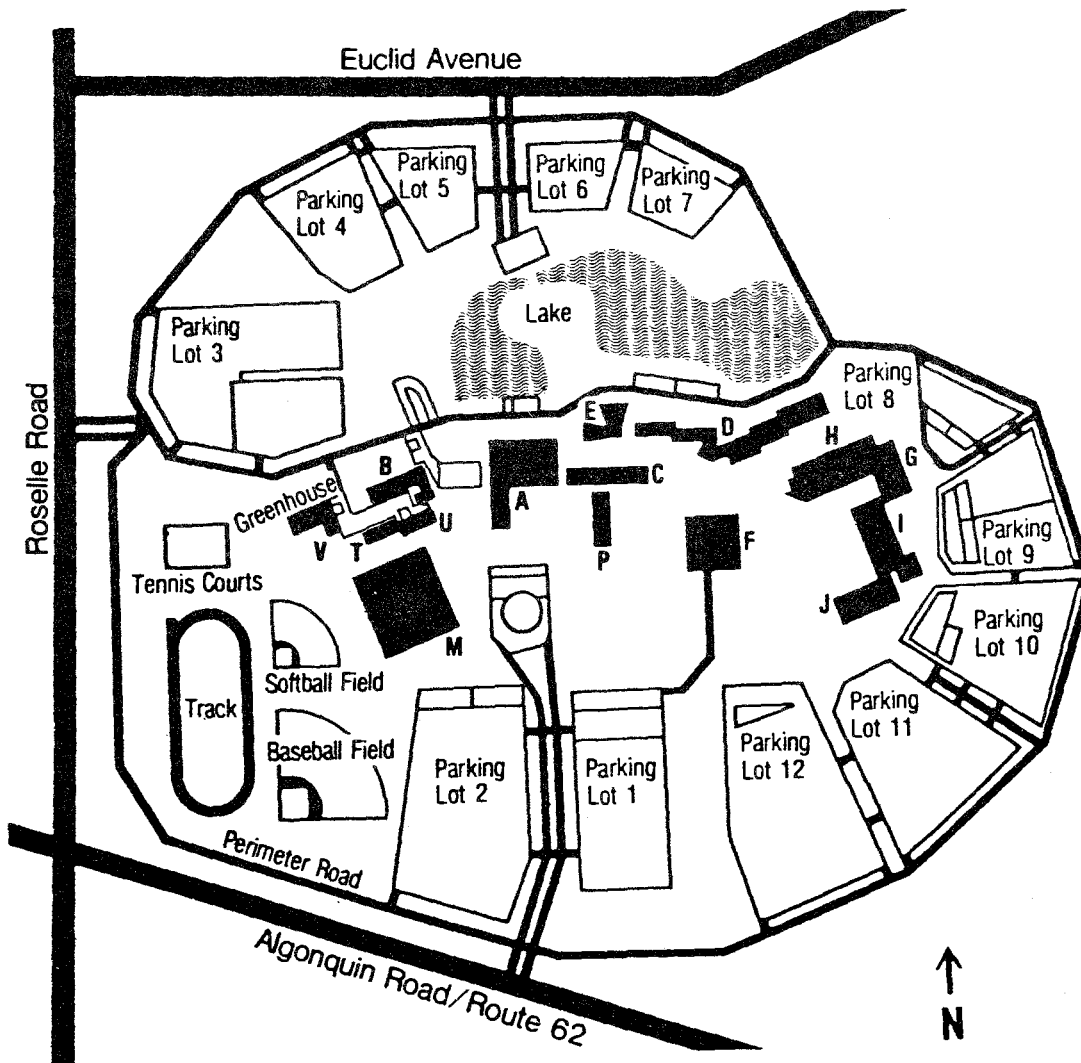 Euclid Avenue
Parking
Lot 5
Parking
Lot 6
Parking
Lot 7
Parking
Lot 4
Lake
Parking
Lot 3
Parking
Lot 8
Roselle Road
E
D
H
G
B
A
C
Greenhouse
U
V
T
P
F
I
Parking
Lot 9
Tennis Courts
J
M
Parking
Lot 10
Softball Field
Track
Parking
Lot 11
Baseball Field
Parking
Lot 2
Parking
Lot 1
Parking
Lot 12
Perimeter Road
Algonquin Road/Route 62
N